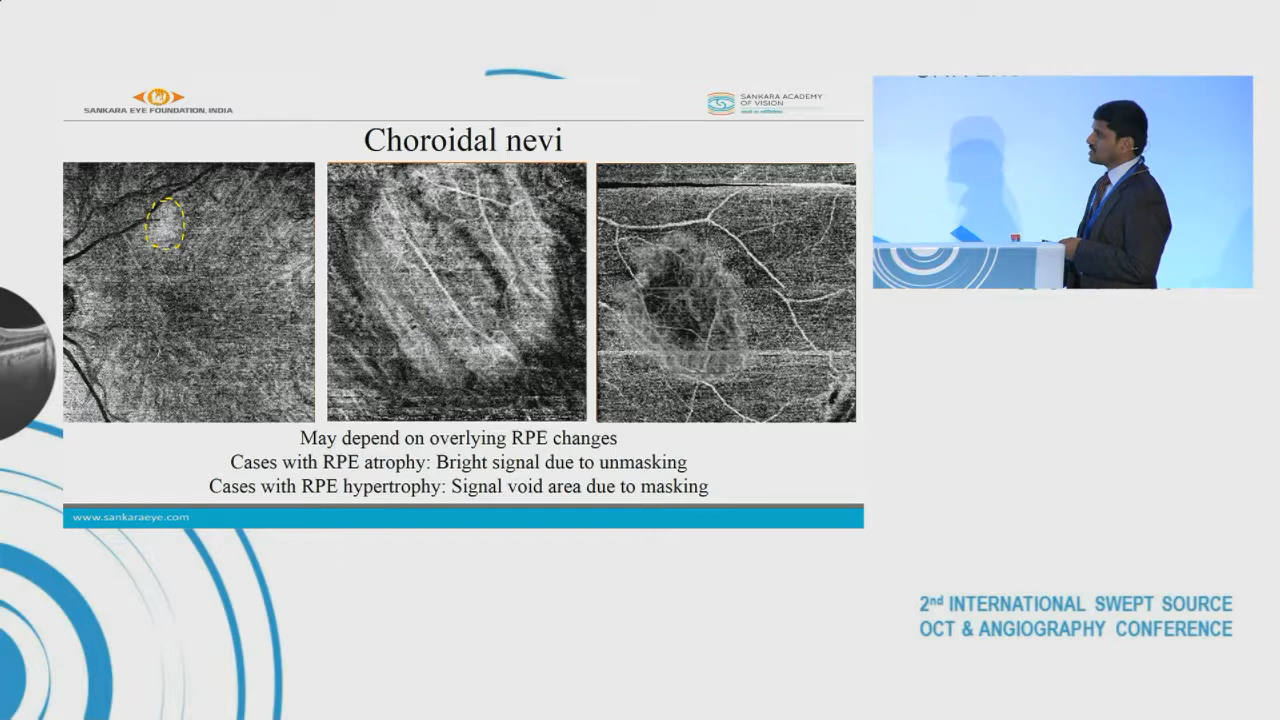 SANKARA EYE FOUNDATION, INDIA
SANKARA ACADEMY
OF VISION
Choroidal nevi
May depend on overlying RPE changes
Cases with RPE atrophy: Bright signal due to unmasking
Cases with RPE hypertrophy: Signal void area due to masking
www.sankaraeye.com
2nd INTERNATIONAL SWEPT SOURCE
OCT & ANGIOGRAPHY CONFERENCE